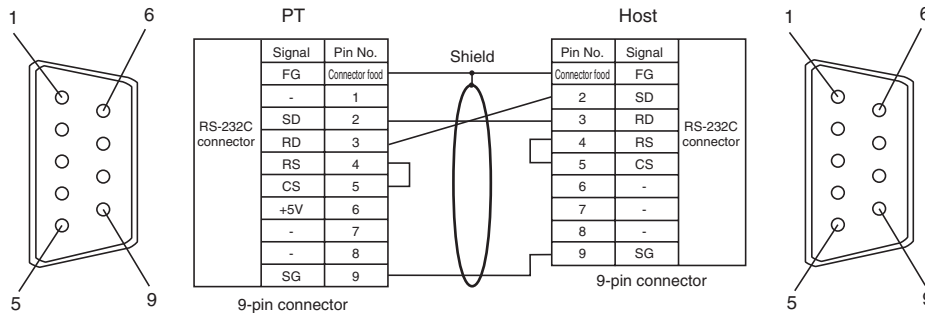 PT
Host
1
6
5
9
Signal Pin No.
FG Connector food
- 1
SD 2
RD 3
RS 4
CS 5
+5V 6
- 7
- 8
SG 9
RS-232C
connector
9-pin connector
Shield
Pin No. Signal
Connector food FG
2 SD
3 RD
4 RS
5 CS
6 -
7 -
8 -
9 SG
RS-232C
connector
9-pin connector
1
6
5
9